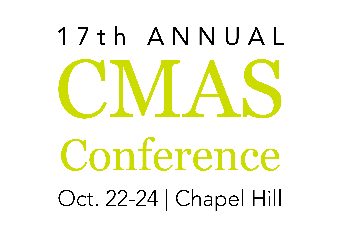 17th ANNUAL
CMAS
Conference
Oct. 22-24 | Chapel Hill